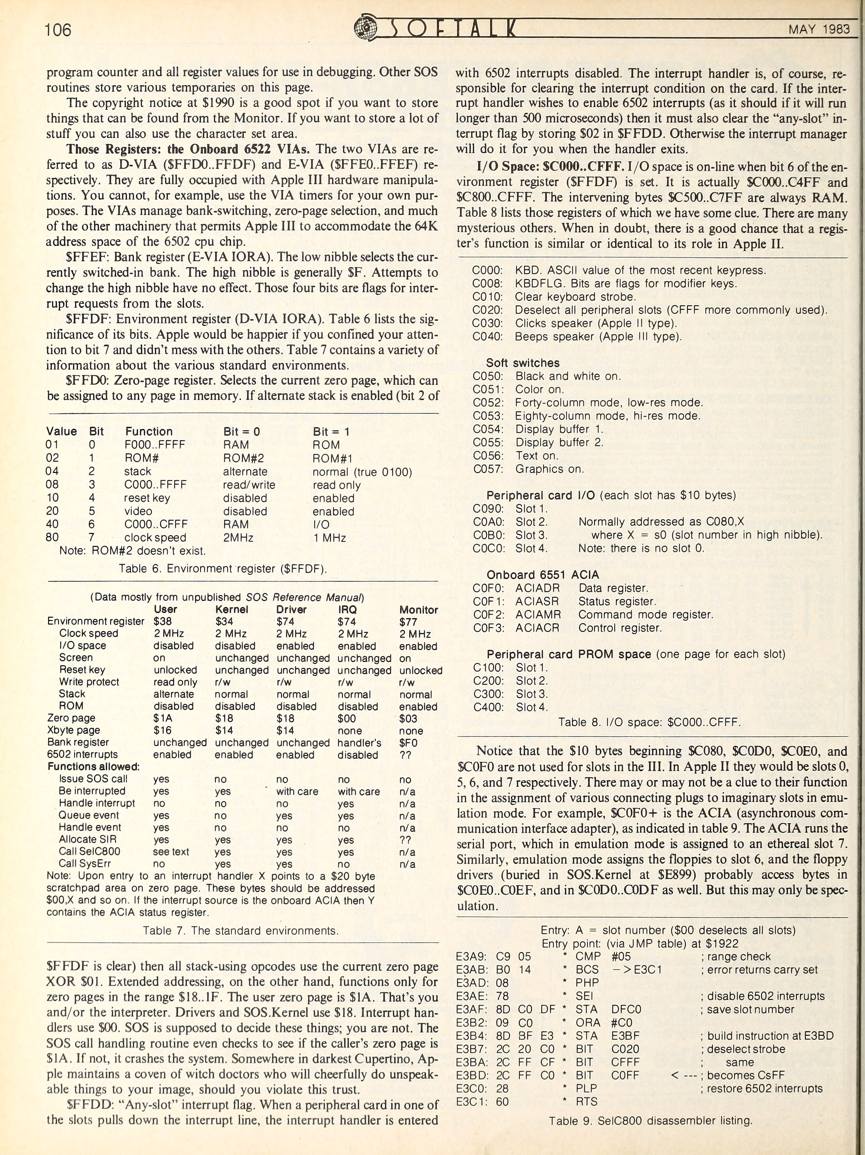 106
SOFTALK
MAY 1983
program counter and all register values for use in debugging. Other SOS
routines store various temporaries on this page.
The copyright notice at $1990 is a good spot if you want to store
things that can be found from the Monitor. If you want to store a lot of
stuff you can also use the character set area.
Those Registers: the Onboard 6522 VIAs. The two VIAs are re-
ferred to as D-VIA ($FFD0..FFDF) and E-VIA ($FFE0..FFEF) re-
spectively. They are fully occupied with Apple III hardware manipula-
tions. You cannot, for example, use the VIA timers for your own pur-
poses. The VIAs manage bank-switching, zero-page selection, and much
of the other machinery that permits Apple III to accommodate the 64K
address space of the 6502 cpu chip.
$FFEF: Bank register (E-VIA IORA). The low nibble selects the cur-
rently switched-in bank. The high nibble is generally $F. Attempts to
change the high nibble have no effect. Those four bits are flags for inter-
rupt requests from the slots.
$FFDF: Environment register (D-VIA IORA). Table 6 lists the sig-
nificance of its bits. Apple would be happier if you confined your atten-
tion to bit 7 and didn't mess with the others. Table 7 contains a variety of
information about the various standard environments.
$FFD0: Zero-page register. Selects the current zero page, which can
be assigned to any page in memory. If alternate stack is enabled (bit 2 of
Value Bit Function Bit = 0 Bit = 1
01 0 F000..FFFF RAM ROM
02 1 ROM# ROM#2 ROM#1
04 2 stack alternate normal (true 0100)
08 3 C000..FFFF read/write read only
10 4 reset key disabled enabled
20 5 video disabled enabled
40 6 C000..CFFF RAM I/O
80 7 clock speed 2MHz 1 MHz
Note: ROM#2 doesn't exist.
Table 6. Environment register ($FFDF).
(Data mostly from unpublished SOS Reference Manual)
User Kernel Driver IRQ Monitor
Environment register $38 $34 $74 $74 $77
Clock speed 2 MHz 2 MHz 2 MHz 2 MHz 2 MHz
I/O space disabled disabled enabled enabled enabled
Screen on unchanged unchanged unchanged on
Reset key unlocked unchanged unchanged unchanged unlocked
Write protect read only r/w r/w r/w r/w
Stack alternate normal normal normal normal
ROM disabled disabled disabled disabled enabled
Zero page $1A $18 $18 $00 $03
Xbyte page $16 $14 $14 none none
Bank register unchanged unchanged unchanged handler's $F0
6502 interrupts enabled enabled enabled disabled ??
Functions allowed:
Issue SOS call yes no no no no
Be interrupted yes yes with care with care n/a
Handle interrupt no no no yes n/a
Queue event yes no yes yes n/a
Handle event yes no no no n/a
Allocate SIR yes yes yes yes ??
Call SelC800 see text yes yes yes n/a
Call SysErr no yes yes no n/a
Note: Upon entry to an interrupt handler X points to a $20 byte
scratchpad area on zero page. These bytes should be addressed
$00,X and so on. If the interrupt source is the onboard ACIA then Y
contains the ACIA status register.
Table 7. The standard environments.
$FFDF is clear) then all stack-using opcodes use the current zero page
XOR $01. Extended addressing, on the other hand, functions only for
zero pages in the range $18..1F. The user zero page is $1A. That's you
and/or the interpreter. Drivers and SOS.Kernel use $18. Interrupt han-
dlers use $00. SOS is supposed to decide these things; you are not. The
SOS call handling routine even checks to see if the caller's zero page is
$1A. If not, it crashes the system. Somewhere in darkest Cupertino, Ap-
ple maintains a coven of witch doctors who will cheerfully do unspeak-
able things to your image, should you violate this trust.
$FFDD: "Any-slot" interrupt flag. When a peripheral card in one of
the slots pulls down the interrupt line, the interrupt handler is entered
with 6502 interrupts disabled. The interrupt handler is, of course, re-
sponsible for clearing the interrupt condition on the card. If the inter-
rupt handler wishes to enable 6502 interrupts (as it should if it will run
longer than 500 microseconds) then it must also clear the "any-slot" in-
terrupt flag by storing $02 in $FFDD. Otherwise the interrupt manager
will do it for you when the handler exits.
I/O Space: $C000..CFFF. I/O space is on-line when bit 6 of the en-
vironment register ($FFDF) is set. It is actually $C000..C4FF and
$C800..CFFF. The intervening bytes $C500..C7FF are always RAM.
Table 8 lists those registers of which we have some clue. There are many
mysterious others. When in doubt, there is a good chance that a regis-
ter's function is similar or identical to its role in Apple II.
C000: KBD. ASCII value of the most recent keypress.
C008: KBDFLG. Bits are flags for modifier keys.
C010: Clear keyboard strobe.
C020: Deselect all peripheral slots (CFFF more commonly used).
C030: Clicks speaker (Apple II type).
C040: Beeps speaker (Apple III type).
Soft switches
C050: Black and white on.
C051: Color on.
C052: Forty-column mode, low-res mode.
C053: Eighty-column mode, hi-res mode.
C054: Display buffer 1.
C055: Display buffer 2.
C056: Text on.
C057: Graphics on.
Peripheral card I/O (each slot has $10 bytes)
C090: Slot 1.
C0A0: Slot 2. Normally addressed as C080,X
C0B0: Slot 3. where X = s0 (slot number in high nibble).
C0C0: Slot 4. Note: there is no slot 0.
Onboard 6551 ACIA
C0F0: ACIADR Data register.
C0F1: ACIASR Status register.
C0F2: ACIAMR Command mode register.
C0F3: ACIACR Control register.
Peripheral card PROM space (one page for each slot)
C100: Slot 1.
C200: Slot 2.
C300: Slot 3.
C400: Slot 4.
Table 8. I/O space: $C000..CFFF.
Notice that the $10 bytes beginning $C080, $C0D0, $C0E0, and
$C0F0 are not used for slots in the III. In Apple II they would be slots 0,
5, 6, and 7 respectively. There may or may not be a clue to their function
in the assignment of various connecting plugs to imaginary slots in emu-
lation mode. For example, $C0F0+ is the ACIA (asynchronous com-
munication interface adapter), as indicated in table 9. The ACIA runs the
serial port, which in emulation mode is assigned to an ethereal slot 7.
Similarly, emulation mode assigns the floppies to slot 6, and the floppy
drivers (buried in SOS.Kernel at $E899) probably access bytes in
$C0E0..C0EF, and in $C0D0..C0DF as well. But this may only be spec-
ulation.
Entry: A = slot number ($00 deselects all slots)
Entry point: (via JMP table) at $1922
E3A9: C9 05 * CMP #05 ; range check
E3AB: B0 14 * BCS ->E3C1 ; error returns carry set
E3AD: 08 * PHP
E3AE: 78 * SEI ; disable 6502 interrupts
E3AF: 8D C0 DF * STA DFC0 ; save slot number
E3B2: 09 C0 * ORA #C0
E3B4: 8D BF E3 * STA E3BF ; build instruction at E3BD
E3B7: 2C 20 C0 * BIT C020 ; deselect strobe
E3BA: 2C FF CF * BIT CFFF ; same
E3BD: 2C FF C0 * BIT C0FF < --- ; becomes CsFF
E3C0: 28 * PLP ; restore 6502 interrupts
E3C1: 60 * RTS
Table 9. SelC800 disassembler listing.